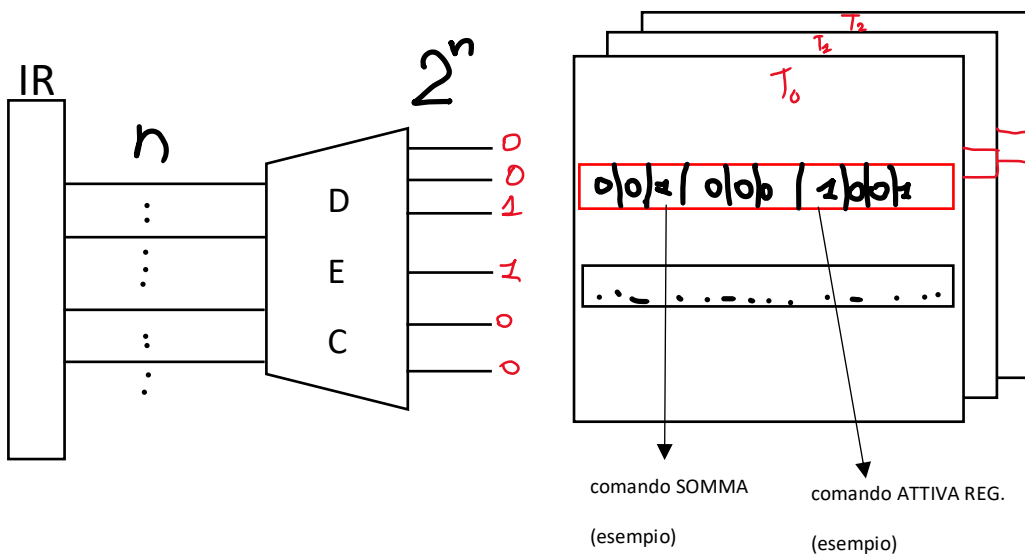 IR
n
2ⁿ
D
E
C
0
0
1
1
0
0
T₂
T₁
T₀
0|0|1| 0|0|0 |1|0|0|1
comando SOMMA
(esempio)
comando ATTIVA REG.
(esempio)